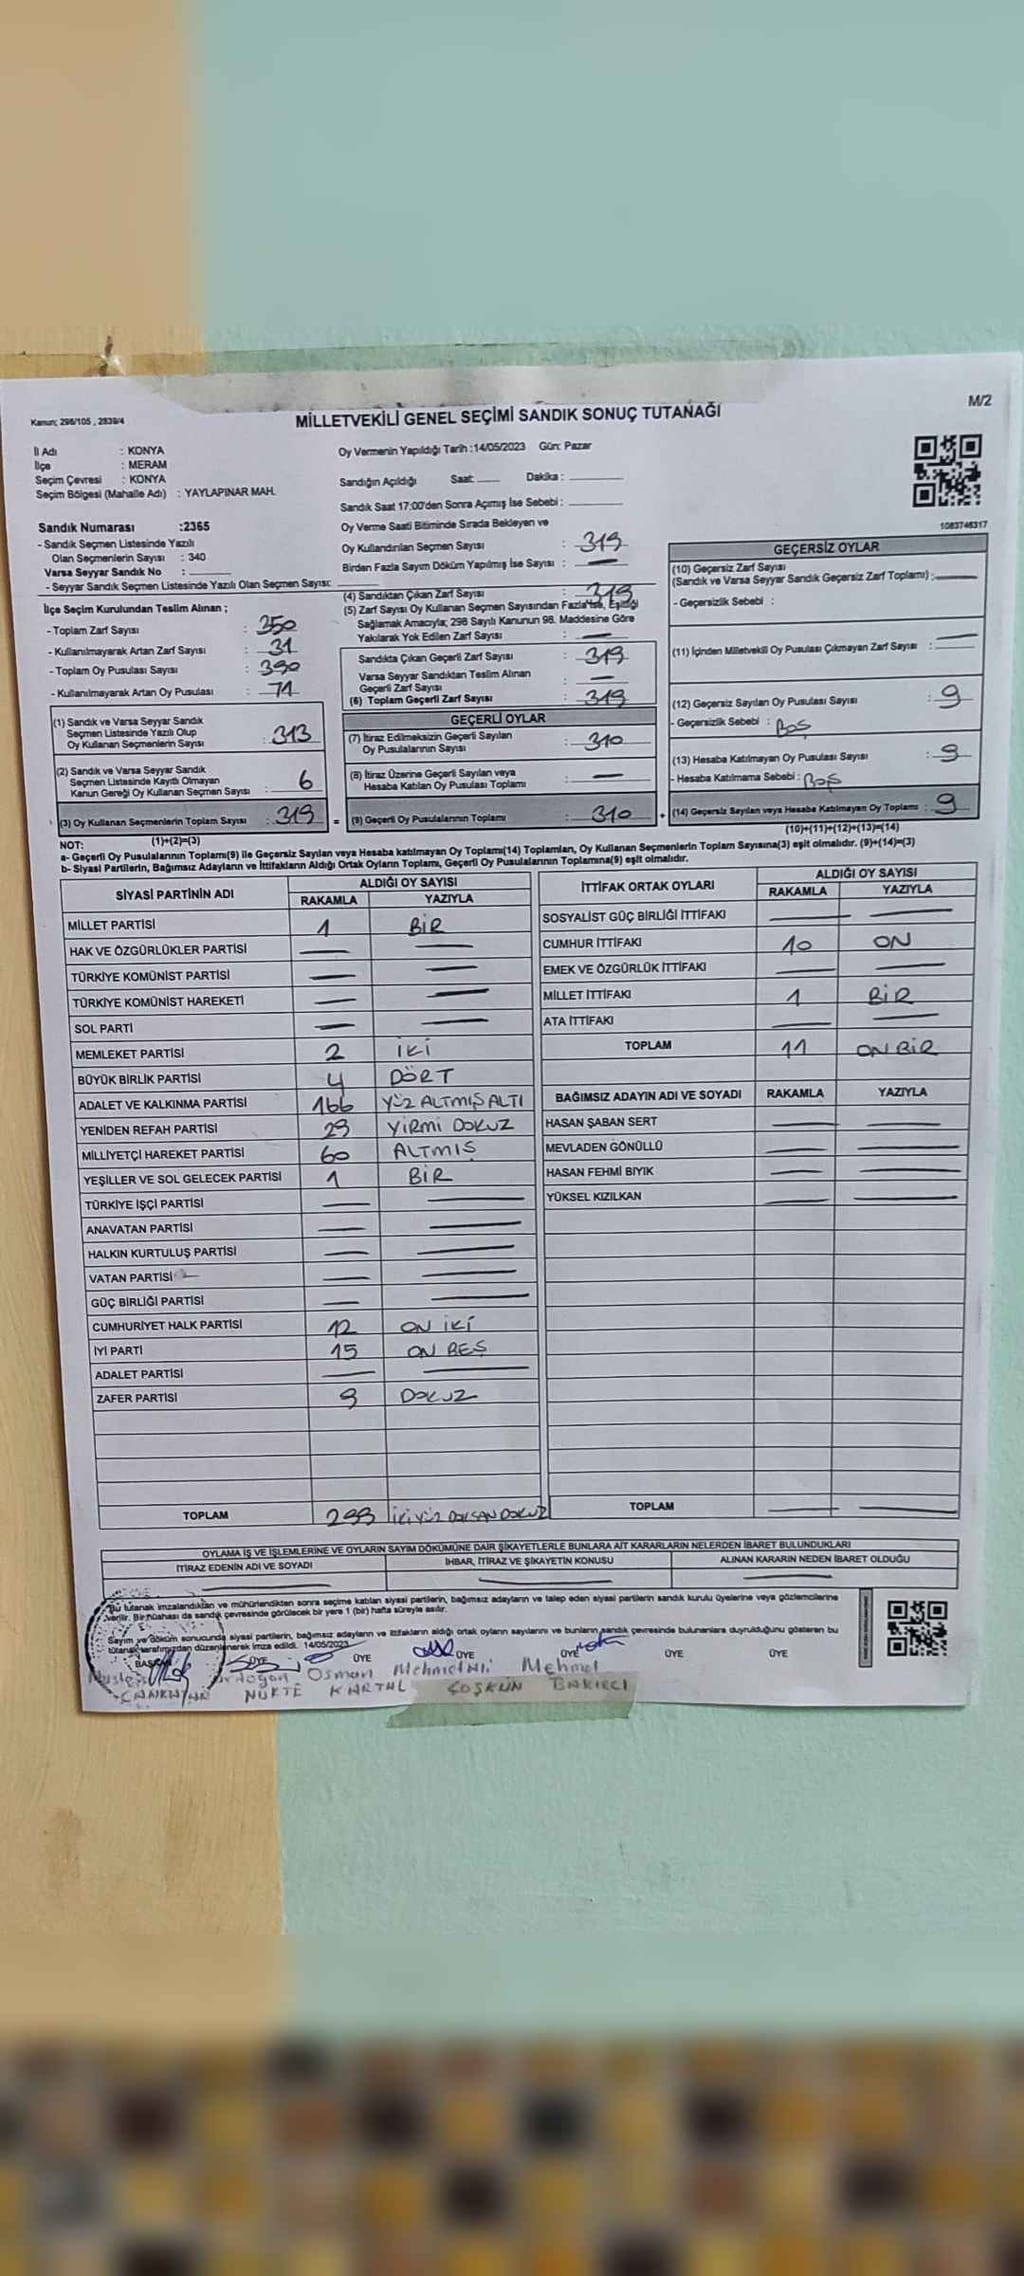 Kanun; 298/105 , 2839/4
MİLLETVEKİLİ GENEL SEÇİMİ SANDIK SONUÇ TUTANAĞI
M/2
İl Adı : KONYA
İlçe : MERAM
Seçim Çevresi : KONYA
Seçim Bölgesi (Mahalle Adı) : YAYLAPINAR MAH.
Sandık Numarası :2365
- Sandık Seçmen Listesinde Yazılı
Olan Seçmenlerin Sayısı : 340
Varsa Seyyar Sandık No :
- Seyyar Sandık Seçmen Listesinde Yazılı Olan Seçmen Sayısı:
Oy Vermenin Yapıldığı Tarih :14/05/2023 Gün: Pazar
Sandığın Açıldığı Saat: Dakika :
Sandık Saat 17:00'den Sonra Açımış İse Sebebi :
Oy Verme Saati Bitiminde Sırada Bekleyen ve
Oy Kullandırılan Seçmen Sayısı : 319
Birden Fazla Sayım Döküm Yapılmış İse Sayısı : —
1083746317
İlçe Seçim Kurulundan Teslim Alınan ;
- Toplam Zarf Sayısı : 350
- Kullanılmayarak Artan Zarf Sayısı : 31
- Toplam Oy Pusulası Sayısı : 390
- Kullanılmayarak Artan Oy Pusulası : 71
(1) Sandık ve Varsa Seyyar Sandık
Seçmen Listesinde Yazılı Olup
Oy Kullanan Seçmenlerin Sayısı : 313
(2) Sandık ve Varsa Seyyar Sandık
Seçmen Listesinde Kayıtlı Olmayan
Kanun Gereği Oy Kullanan Seçmen Sayısı : 6
(3) Oy Kullanan Seçmenlerin Toplam Sayısı : 319 =
(1)+(2)=(3)
(4) Sandıktan Çıkan Zarf Sayısı : 319
(5) Zarf Sayısı Oy Kullanan Seçmen Sayısından Fazla İse, Eşitliği
Sağlamak Amacıyla; 298 Sayılı Kanunun 98. Maddesine Göre
Yakılarak Yok Edilen Zarf Sayısı : —
Sandıkta Çıkan Geçerli Zarf Sayısı : 319
Varsa Seyyar Sandıktan Teslim Alınan
Geçerli Zarf Sayısı : —
(6) Toplam Geçerli Zarf Sayısı : 319
GEÇERLİ OYLAR
(7) İtiraz Edilmeksizin Geçerli Sayılan
Oy Pusulalarının Sayısı : 310
(8) İtiraz Üzerine Geçerli Sayılan veya
Hesaba Katılan Oy Pusulası Toplamı : —
(9) Geçerli Oy Pusulalarının Toplamı : 310 +
GEÇERSİZ OYLAR
(10) Geçersiz Zarf Sayısı
(Sandık ve Varsa Seyyar Sandık Geçersiz Zarf Toplamı) : —
- Geçersizlik Sebebi :
(11) İçinden Milletvekili Oy Pusulası Çıkmayan Zarf Sayısı : —
(12) Geçersiz Sayılan Oy Pusulası Sayısı : 9
- Geçersizlik Sebebi : BOŞ
(13) Hesaba Katılmayan Oy Pusulası Sayısı : 9
- Hesaba Katılmama Sebebi : BOŞ
(14) Geçersiz Sayılan veya Hesaba Katılmayan Oy Toplamı : 9
(10)+(11)+(12)+(13)=(14)
NOT:
a- Geçerli Oy Pusulalarının Toplamı(9) ile Geçersiz Sayılan veya Hesaba katılmayan Oy Toplamı(14) Toplamları, Oy Kullanan Seçmenlerin Toplam Sayısına(3) eşit olmalıdır. (9)+(14)=(3)
b- Siyasi Partilerin, Bağımsız Adayların ve İttifakların Aldığı Ortak Oyların Toplamı, Geçerli Oy Pusulalarının Toplamına(9) eşit olmalıdır.
SİYASİ PARTİNİN ADI ALDIĞI OY SAYISI
RAKAMLA YAZIYLA
MİLLET PARTİSİ 1 BİR
HAK VE ÖZGÜRLÜKLER PARTİSİ — —
TÜRKİYE KOMÜNİST PARTİSİ — —
TÜRKİYE KOMÜNİST HAREKETİ — —
SOL PARTİ — —
MEMLEKET PARTİSİ 2 İKİ
BÜYÜK BİRLİK PARTİSİ 4 DÖRT
ADALET VE KALKINMA PARTİSİ 166 YÜZ ALTMIŞ ALTI
YENİDEN REFAH PARTİSİ 29 YİRMİ DOKUZ
MİLLİYETÇİ HAREKET PARTİSİ 60 ALTMIŞ
YEŞİLLER VE SOL GELECEK PARTİSİ 1 BİR
TÜRKİYE İŞÇİ PARTİSİ — —
ANAVATAN PARTİSİ — —
HALKIN KURTULUŞ PARTİSİ — —
VATAN PARTİSİ — —
GÜÇ BİRLİĞİ PARTİSİ — —
CUMHURİYET HALK PARTİSİ 12 ON İKİ
İYİ PARTİ 15 ON BEŞ
ADALET PARTİSİ — —
ZAFER PARTİSİ 9 DOKUZ
TOPLAM 299 İKİ YÜZ DOKSAN DOKUZ
İTTİFAK ORTAK OYLARI ALDIĞI OY SAYISI
RAKAMLA YAZIYLA
SOSYALİST GÜÇ BİRLİĞİ İTTİFAKI — —
CUMHUR İTTİFAKI 10 ON
EMEK VE ÖZGÜRLÜK İTTİFAKI — —
MİLLET İTTİFAKI 1 BİR
ATA İTTİFAKI — —
TOPLAM 11 ON BİR
BAĞIMSIZ ADAYIN ADI VE SOYADI RAKAMLA YAZIYLA
HASAN ŞABAN SERT — —
MEVLADEN GÖNÜLLÜ — —
HASAN FEHMİ BIYIK — —
YÜKSEL KIZILKAN — —
TOPLAM — —
OYLAMA İŞ VE İŞLEMLERİNE VE OYLARIN SAYIM DÖKÜMÜNE DAİR ŞİKAYETLERLE BUNLARA AİT KARARLARIN NELERDEN İBARET BULUNDUKLARI
İTİRAZ EDENİN ADI VE SOYADI İHBAR, İTİRAZ VE ŞİKAYETİN KONUSU ALINAN KARARIN NEDEN İBARET OLDUĞU
— — —
Bu tutanak imzalandıktan ve mühürlendikten sonra seçime katılan siyasi partilerin, bağımsız adayların ve talep eden siyasi partilerin sandık kurulu üyelerine veya gözlemcilerine
verilir. Bir nüshası da sandık çevresinde görülecek bir yere 1 (bir) hafta süreyle asılır.
Sayım ve döküm sonucunda siyasi partilerin, bağımsız adayların ve ittifakların aldığı ortak oyların sayılarını ve bunların sandık çevresinde bulunanlara duyrulduğunu gösteren bu
tutanak tarafımızdan düzenlenerek imza edildi. 14/05/2023
BAŞKAN ÜYE ÜYE ÜYE ÜYE ÜYE ÜYE
Osman Mehmet Ali Mehmet
NÜKTE KARTAL COŞKUN BAKIRCI